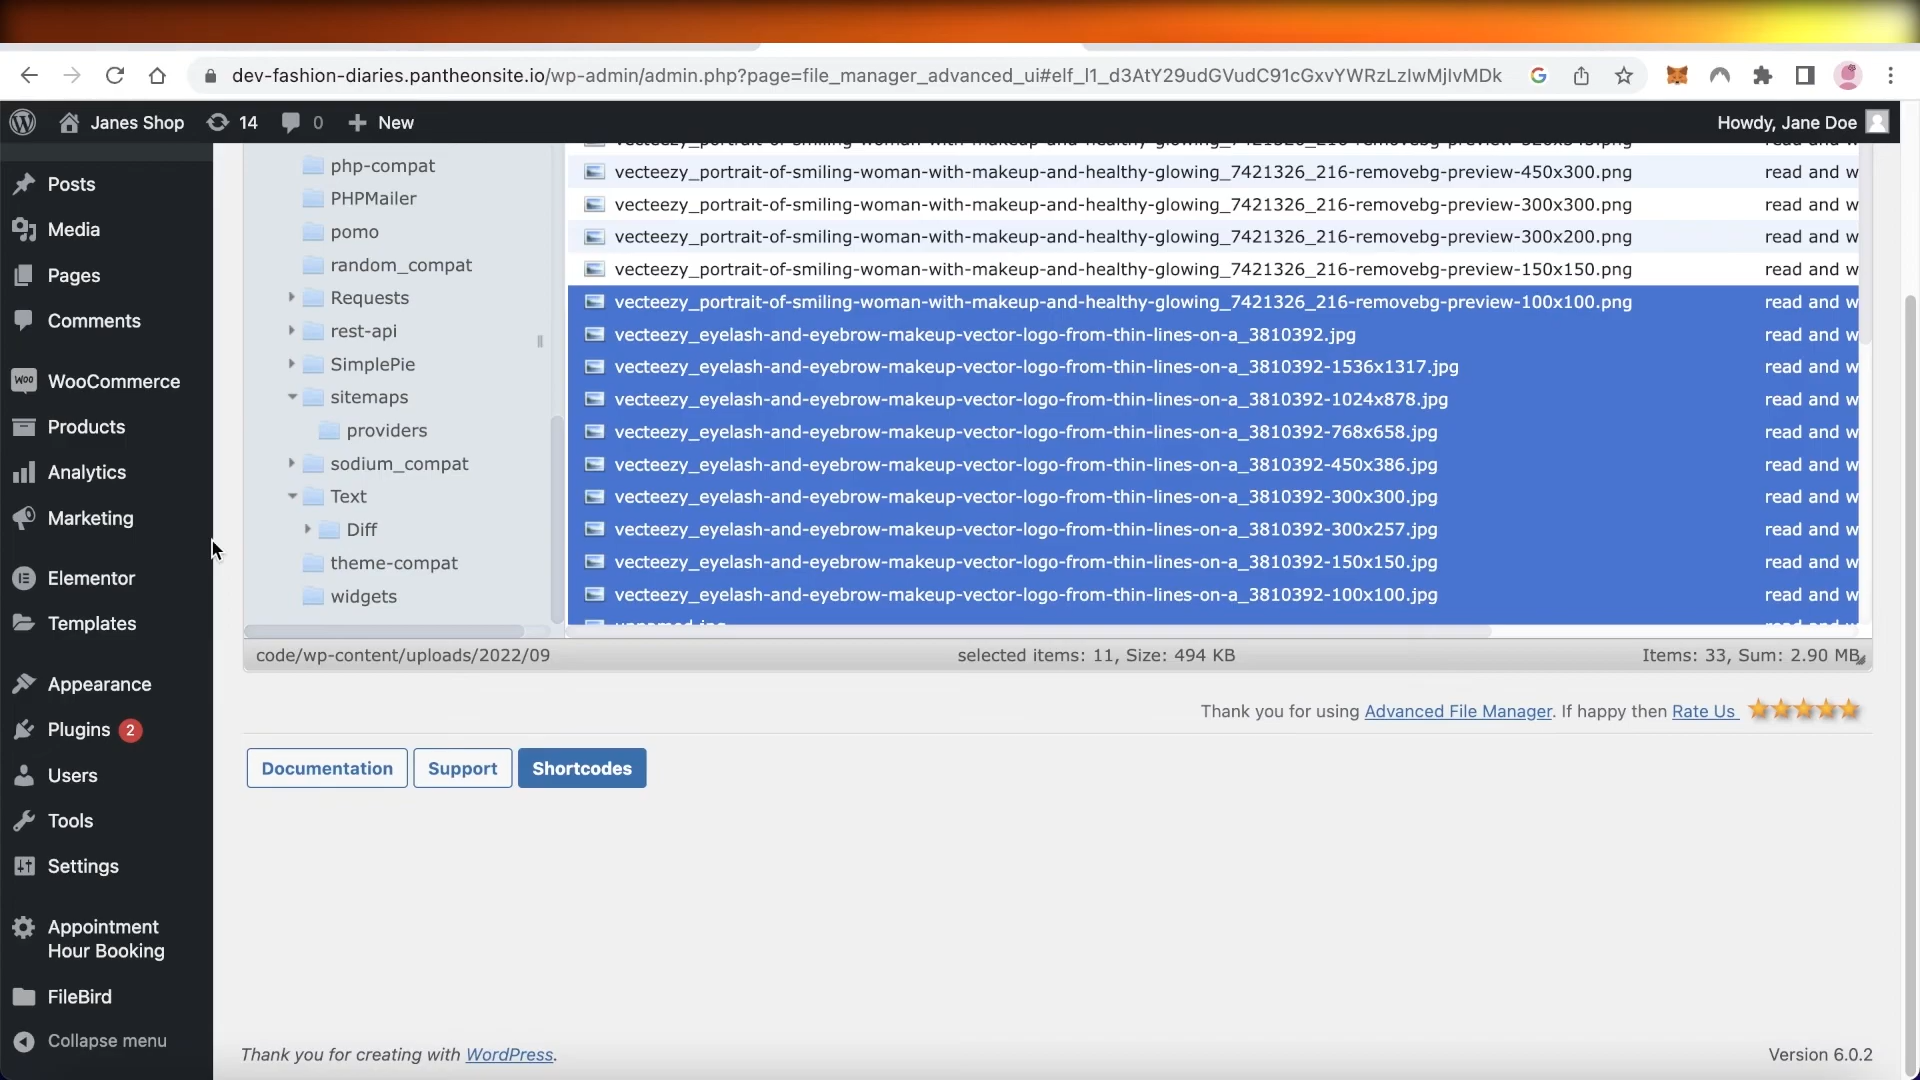 dev-fashion-diaries.pantheonsite.io/wp-admin/admin.php?page=file_manager_advanced_ui#elf_l1_d3AtY29udGVudC91cGxvYWRzLzIwMjIvMDk
Janes Shop 14 0 New Howdy, Jane Doe
Posts
Media
Pages
Comments
WooCommerce
Products
Analytics
Marketing
Elementor
Templates
Appearance
Plugins 2
Users
Tools
Settings
Appointment
Hour Booking
FileBird
Collapse menu
php-compat
PHPMailer
pomo
random_compat
Requests
rest-api
SimplePie
sitemaps
providers
sodium_compat
Text
Diff
theme-compat
widgets
vecteezy_portrait-of-smiling-woman-with-makeup-and-healthy-glowing_7421326_216-removebg-preview-450x300.png read and w
vecteezy_portrait-of-smiling-woman-with-makeup-and-healthy-glowing_7421326_216-removebg-preview-300x300.png read and w
vecteezy_portrait-of-smiling-woman-with-makeup-and-healthy-glowing_7421326_216-removebg-preview-300x200.png read and w
vecteezy_portrait-of-smiling-woman-with-makeup-and-healthy-glowing_7421326_216-removebg-preview-150x150.png read and w
vecteezy_portrait-of-smiling-woman-with-makeup-and-healthy-glowing_7421326_216-removebg-preview-100x100.png read and w
vecteezy_eyelash-and-eyebrow-makeup-vector-logo-from-thin-lines-on-a_3810392.jpg read and w
vecteezy_eyelash-and-eyebrow-makeup-vector-logo-from-thin-lines-on-a_3810392-1536x1317.jpg read and w
vecteezy_eyelash-and-eyebrow-makeup-vector-logo-from-thin-lines-on-a_3810392-1024x878.jpg read and w
vecteezy_eyelash-and-eyebrow-makeup-vector-logo-from-thin-lines-on-a_3810392-768x658.jpg read and w
vecteezy_eyelash-and-eyebrow-makeup-vector-logo-from-thin-lines-on-a_3810392-450x386.jpg read and w
vecteezy_eyelash-and-eyebrow-makeup-vector-logo-from-thin-lines-on-a_3810392-300x300.jpg read and w
vecteezy_eyelash-and-eyebrow-makeup-vector-logo-from-thin-lines-on-a_3810392-300x257.jpg read and w
vecteezy_eyelash-and-eyebrow-makeup-vector-logo-from-thin-lines-on-a_3810392-150x150.jpg read and w
vecteezy_eyelash-and-eyebrow-makeup-vector-logo-from-thin-lines-on-a_3810392-100x100.jpg read and w
code/wp-content/uploads/2022/09 selected items: 11, Size: 494 KB Items: 33, Sum: 2.90 MB
Thank you for using Advanced File Manager. If happy then Rate Us
Documentation Support Shortcodes
Thank you for creating with WordPress. Version 6.0.2